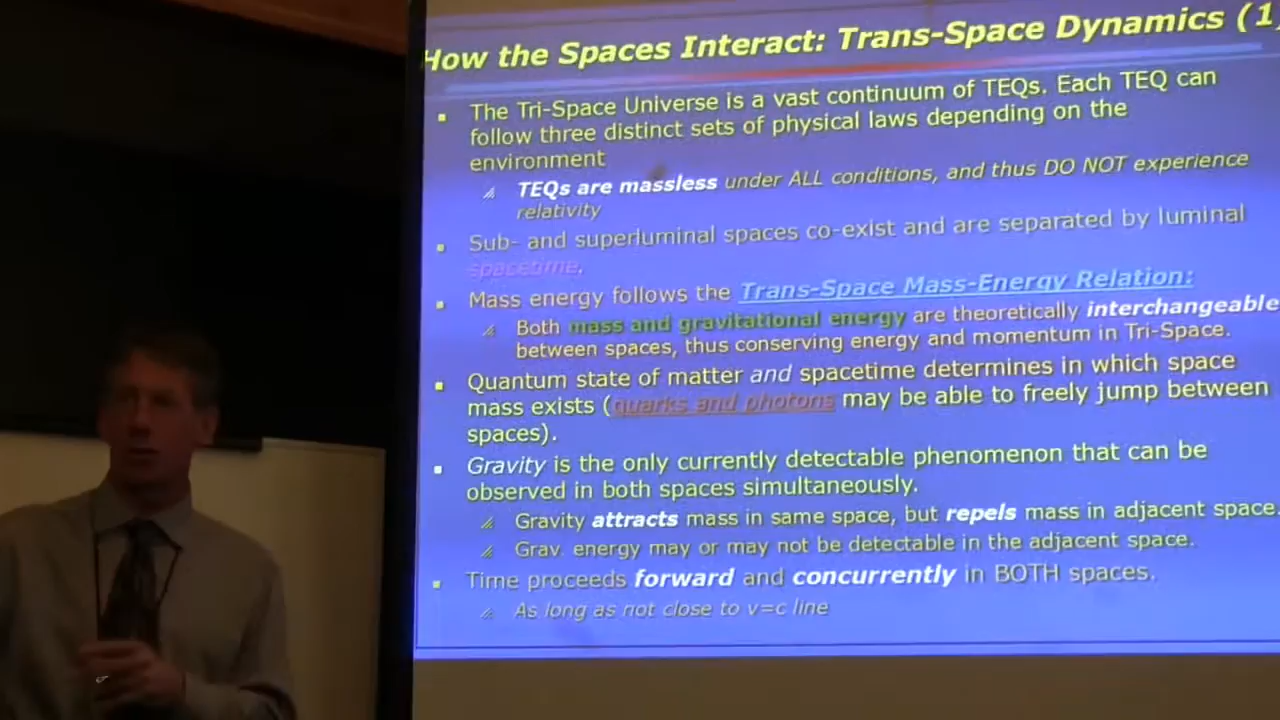 How the Spaces Interact: Trans-Space Dynamics (1
The Tri-Space Universe is a vast continuum of TEQs. Each TEQ can
follow three distinct sets of physical laws depending on the
environment
TEQs are massless under ALL conditions, and thus DO NOT experience
relativity
Sub- and superluminal spaces co-exist and are separated by luminal
spacetime.
Mass energy follows the Trans-Space Mass-Energy Relation:
Both mass and gravitational energy are theoretically interchangeable
between spaces, thus conserving energy and momentum in Tri-Space.
Quantum state of matter and spacetime determines in which space
mass exists (quarks and photons may be able to freely jump between
spaces).
Gravity is the only currently detectable phenomenon that can be
observed in both spaces simultaneously.
Gravity attracts mass in same space, but repels mass in adjacent space.
Grav. energy may or may not be detectable in the adjacent space.
Time proceeds forward and concurrently in BOTH spaces.
As long as not close to v=c line